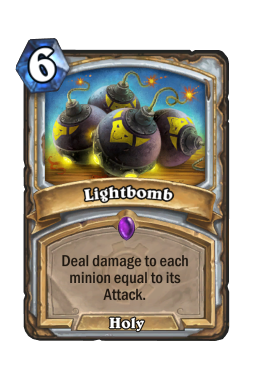 6
Lightbomb
Deal damage to each
minion equal to its
Attack.
Holy